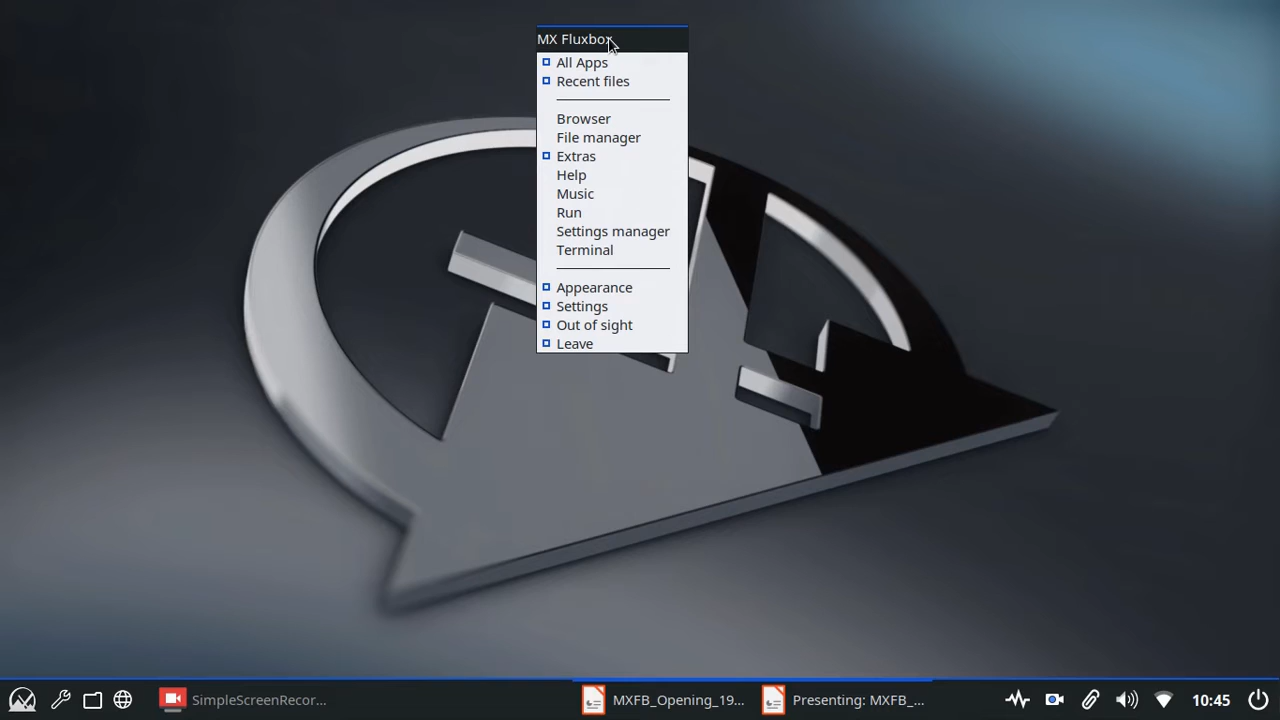 MX Fluxbox
All Apps
Recent files
Browser
File manager
Extras
Help
Music
Run
Settings manager
Terminal
Appearance
Settings
Out of sight
Leave
SimpleScreenRecor...
MXFB_Opening_19...
Presenting: MXFB_...
10:45